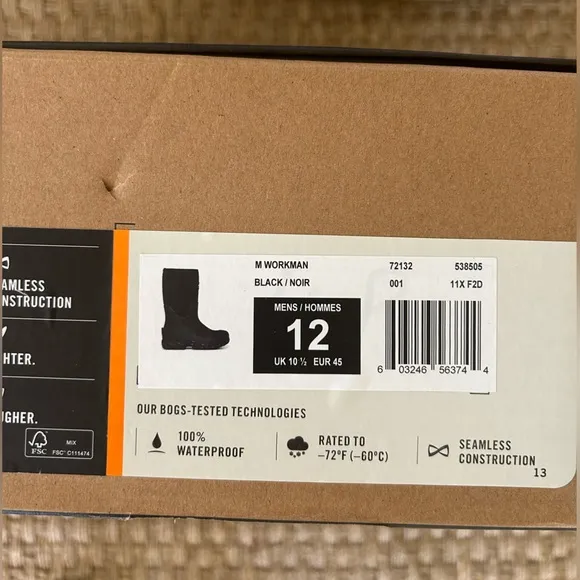 AMLESS
NSTRUCTION
HTER.
UGHER.
FSC
MIX
FSC® C111474
M WORKMAN 72132 538505
BLACK / NOIR 001 11X F2D
MENS / HOMMES
12
UK 10 ½ EUR 45
6 03246 56374 4
OUR BOGS-TESTED TECHNOLOGIES
100%
WATERPROOF
RATED TO
–72°F (–60°C)
SEAMLESS
CONSTRUCTION
13